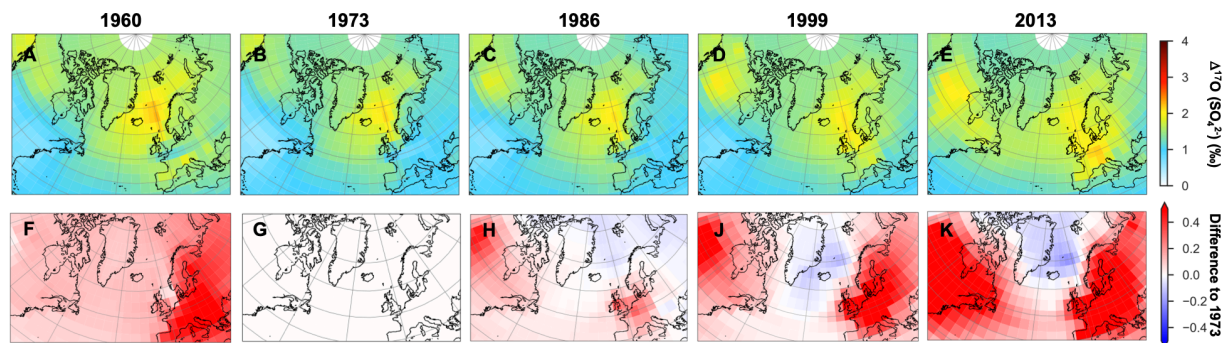 1960 1973 1986 1999 2013
A B C D E
4
3
2
1
0
Δ¹⁷O (SO₄²⁻) (‰)
F G H J K
0.4
0.2
0.0
−0.2
−0.4
Difference to 1973